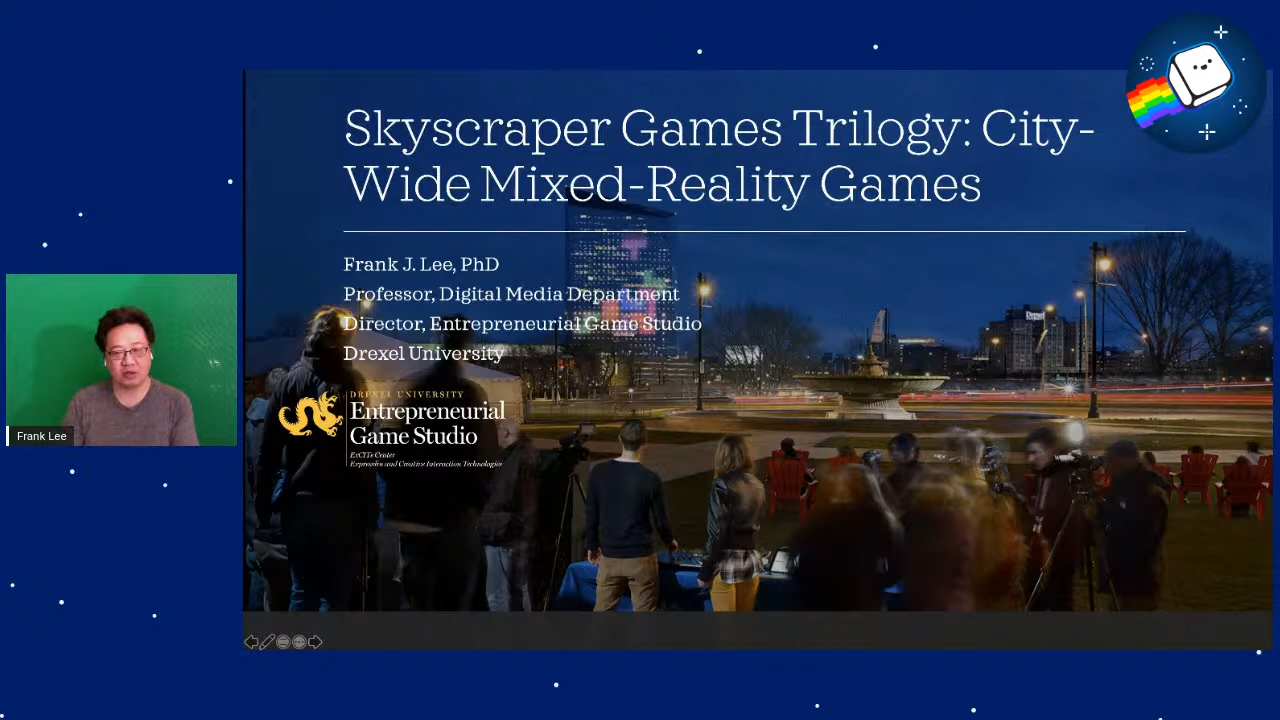 Skyscraper Games Trilogy: City-
Wide Mixed-Reality Games
Frank J. Lee, PhD
Professor, Digital Media Department
Director, Entrepreneurial Game Studio
Drexel University
DREXEL UNIVERSITY
Entrepreneurial
Game Studio
ExCITe Center
Expressive and Creative Interaction Technologies
Frank Lee
Drexel